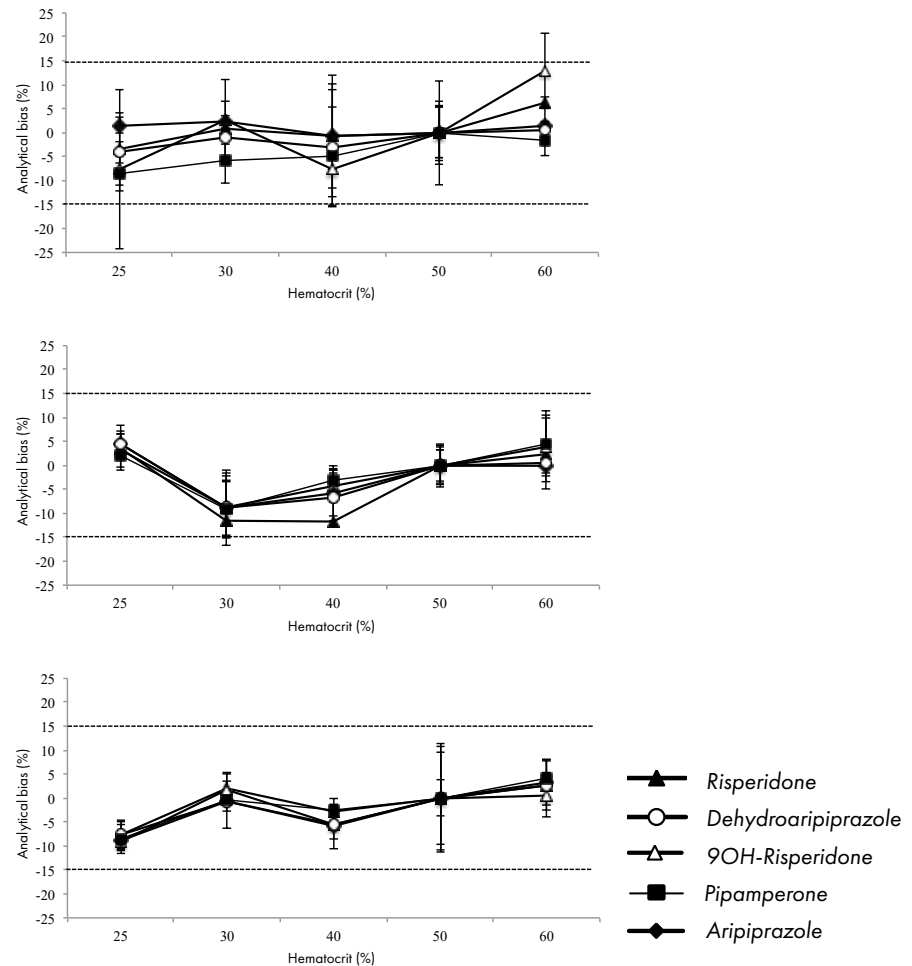 25
20
15
10
5
0
-5
-10
-15
-20
-25
Analytical bias (%)
25 30 40 50 60
Hematocrit (%)
25
20
15
10
5
0
-5
-10
-15
-20
-25
Analytical bias (%)
25 30 40 50 60
Hematocrit (%)
25
20
15
10
5
0
-5
-10
-15
-20
-25
Analytical bias (%)
25 30 40 50 60
Hematocrit (%)
Risperidone
Dehydroaripiprazole
9OH-Risperidone
Pipamperone
Aripiprazole